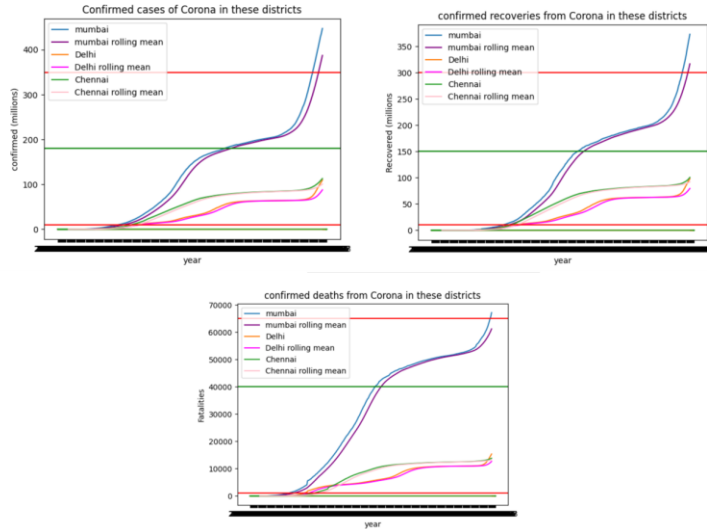 Confirmed cases of Corona in these districts
confirmed (millions)
400
300
200
100
0
mumbai
mumbai rolling mean
Delhi
Delhi rolling mean
Chennai
Chennai rolling mean
year
confirmed recoveries from Corona in these districts
Recovered (millions
350
300
250
200
150
100
50
0
mumbai
mumbai rolling mean
Delhi
Delhi rolling mean
Chennai
Chennai rolling mean
year
confirmed deaths from Corona in these districts
Fatalities
70000
60000
50000
40000
30000
20000
10000
0
mumbai
mumbai rolling mean
Delhi
Delhi rolling mean
Chennai
Chennai rolling mean
year